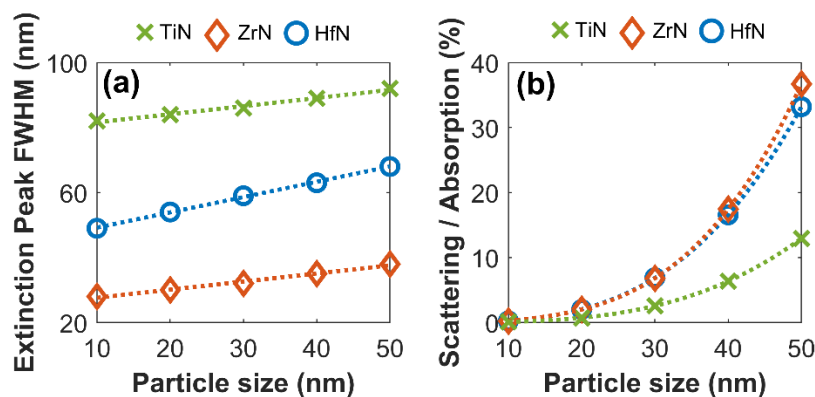 TiN ZrN HfN
(a)
Extinction Peak FWHM (nm)
100
60
20
10 20 30 40 50
Particle size (nm)
TiN ZrN HfN
(b)
Scattering / Absorption (%)
40
30
20
10
0
10 20 30 40 50
Particle size (nm)